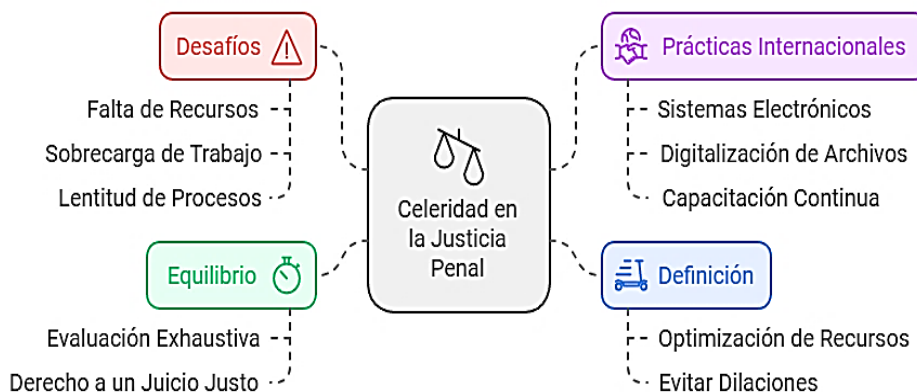 Desafíos
Falta de Recursos
Sobrecarga de Trabajo
Lentitud de Procesos
Equilibrio
Evaluación Exhaustiva
Derecho a un Juicio Justo
Celeridad en
la Justicia
Penal
Prácticas Internacionales
Sistemas Electrónicos
Digitalización de Archivos
Capacitación Continua
Definición
Optimización de Recursos
Evitar Dilaciones